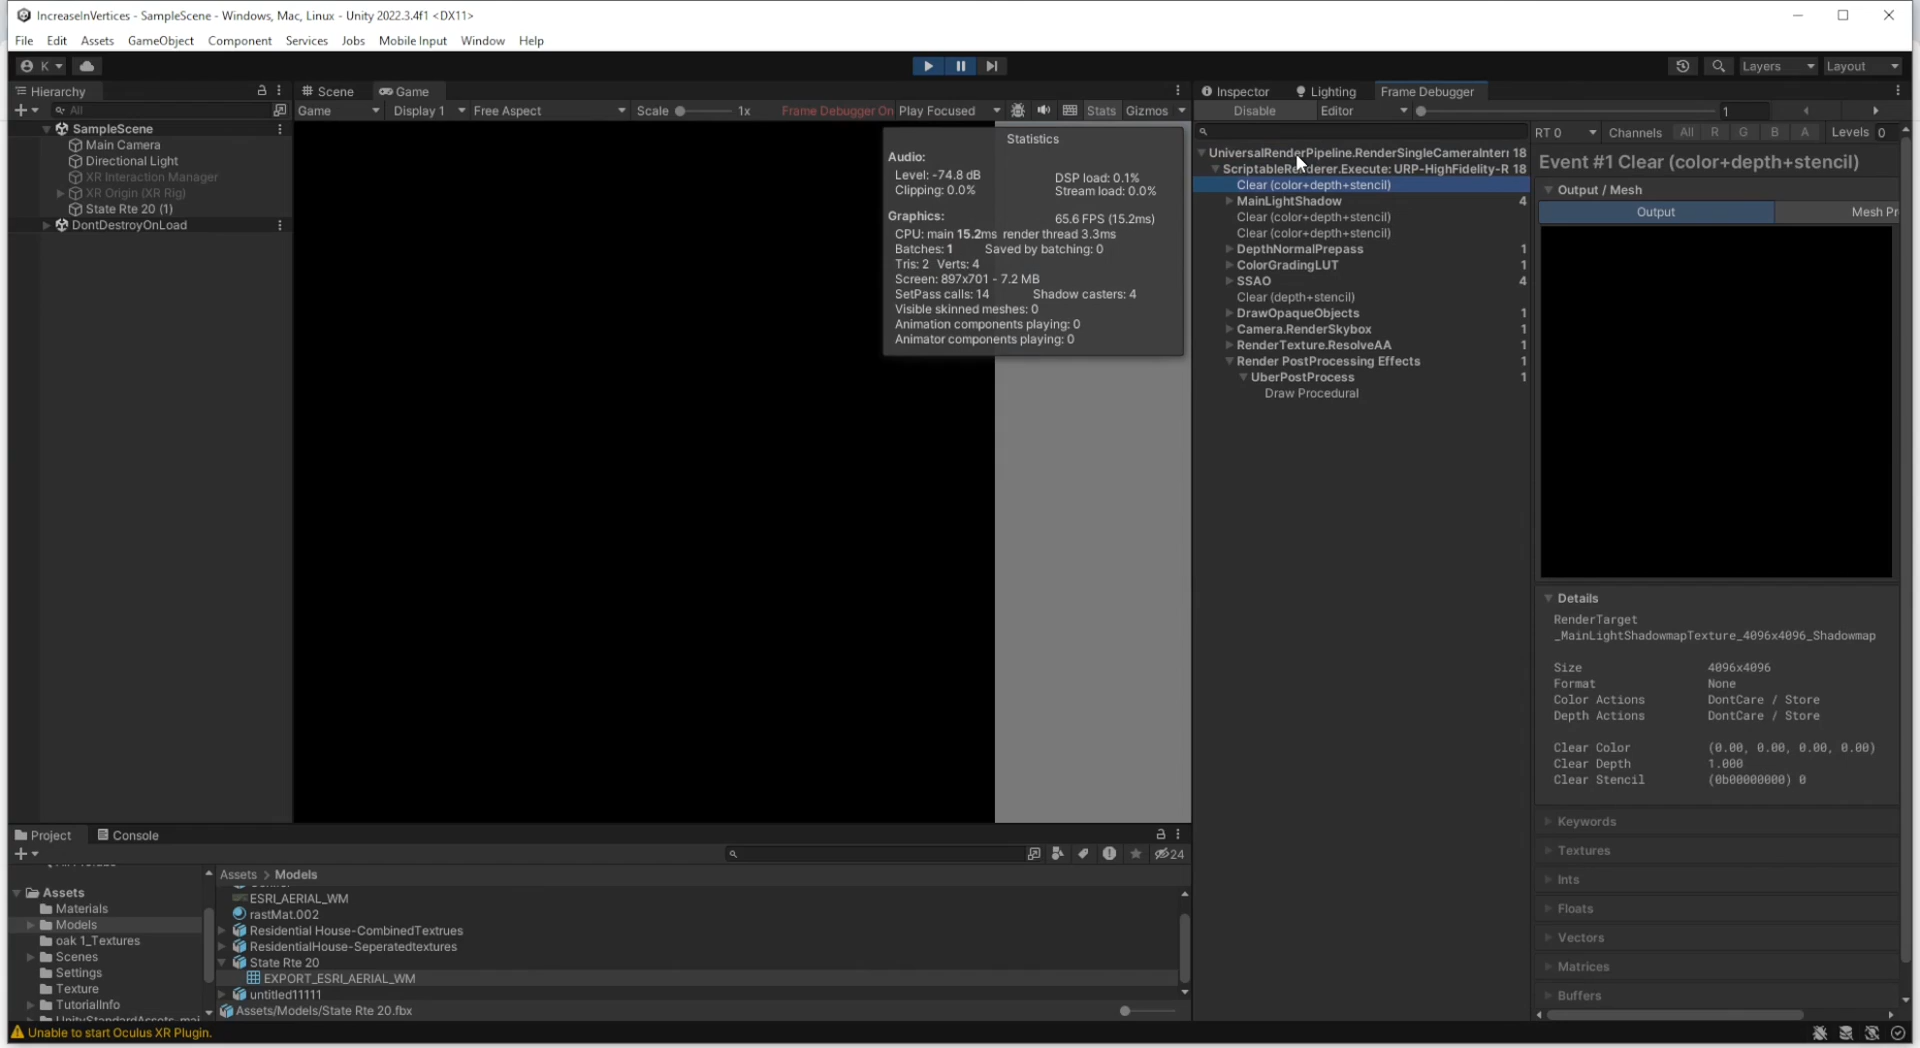 IncreaseInVertices - SampleScene - Windows, Mac, Linux - Unity 2022.3.4f1 <DX11>
File Edit Assets GameObject Component Services Jobs Mobile Input Window Help
K Layers Layout
Hierarchy
All
SampleScene
Main Camera
Directional Light
XR Interaction Manager
XR Origin (XR Rig)
State Rte 20 (1)
DontDestroyOnLoad
Scene Game
Game Display 1 Free Aspect Scale 1x Frame Debugger On Play Focused Stats Gizmos
Statistics
Audio:
Level: -74.8 dB DSP load: 0.1%
Clipping: 0.0% Stream load: 0.0%
Graphics: 65.6 FPS (15.2ms)
CPU: main 15.2ms render thread 3.3ms
Batches: 1 Saved by batching: 0
Tris: 2 Verts: 4
Screen: 897x701 - 7.2 MB
SetPass calls: 14 Shadow casters: 4
Visible skinned meshes: 0
Animation components playing: 0
Animator components playing: 0
Inspector Lighting Frame Debugger
Disable Editor 1
UniversalRenderPipeline.RenderSingleCameraInterr 18
ScriptableRenderer.Execute: URP-HighFidelity-R 18
Clear (color+depth+stencil)
MainLightShadow 4
Clear (color+depth+stencil)
Clear (color+depth+stencil)
DepthNormalPrepass 1
ColorGradingLUT 1
SSAO 4
Clear (depth+stencil)
DrawOpaqueObjects 1
Camera.RenderSkybox 1
RenderTexture.ResolveAA 1
Render PostProcessing Effects 1
UberPostProcess 1
Draw Procedural
RT 0 Channels All R G B A Levels 0
Event #1 Clear (color+depth+stencil)
Output / Mesh
Output Mesh Pr
Details
RenderTarget
_MainLightShadowmapTexture_4096x4096_Shadowmap
Size 4096x4096
Format None
Color Actions DontCare / Store
Depth Actions DontCare / Store
Clear Color (0.00, 0.00, 0.00, 0.00)
Clear Depth 1.000
Clear Stencil (0b00000000) 0
Keywords
Textures
Ints
Floats
Vectors
Matrices
Buffers
Project Console
24
Assets
Materials
Models
oak 1_Textures
Scenes
Settings
Texture
TutorialInfo
UnityStandardAssets-mai
Assets > Models
ESRI_AERIAL_WM
rastMat.002
Residential House-CombinedTextrues
ResidentialHouse-Seperatedtextures
State Rte 20
EXPORT_ESRI_AERIAL_WM
untitled11111
Assets/Models/State Rte 20.fbx
Unable to start Oculus XR Plugin.